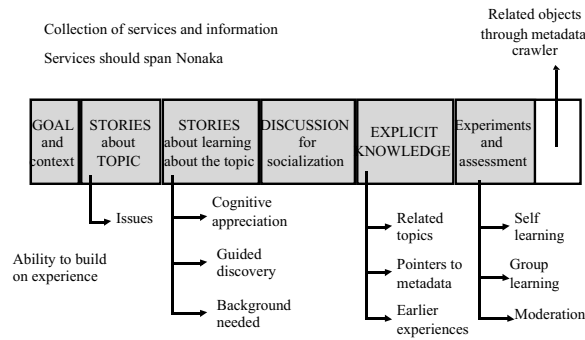 Collection of services and information
Services should span Nonaka
Related objects
through metadata
crawler
GOAL
and
context
STORIES
about
TOPIC
STORIES
about learning
about the topic
DISCUSSION
for
socialization
EXPLICIT
KNOWLEDGE
Experiments
and
assessment
Issues
Cognitive
appreciation
Guided
discovery
Background
needed
Related
topics
Pointers to
metadata
Earlier
experiences
Self
learning
Group
learning
Moderation
Ability to build
on experience